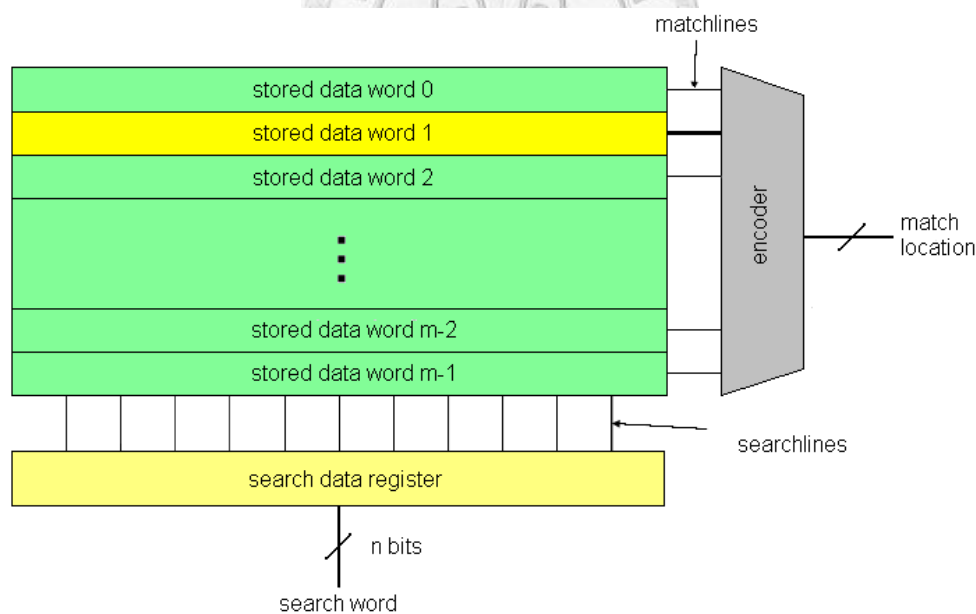 matchlines
stored data word 0
stored data word 1
stored data word 2
stored data word m-2
stored data word m-1
encoder
match
location
searchlines
search data register
n bits
search word